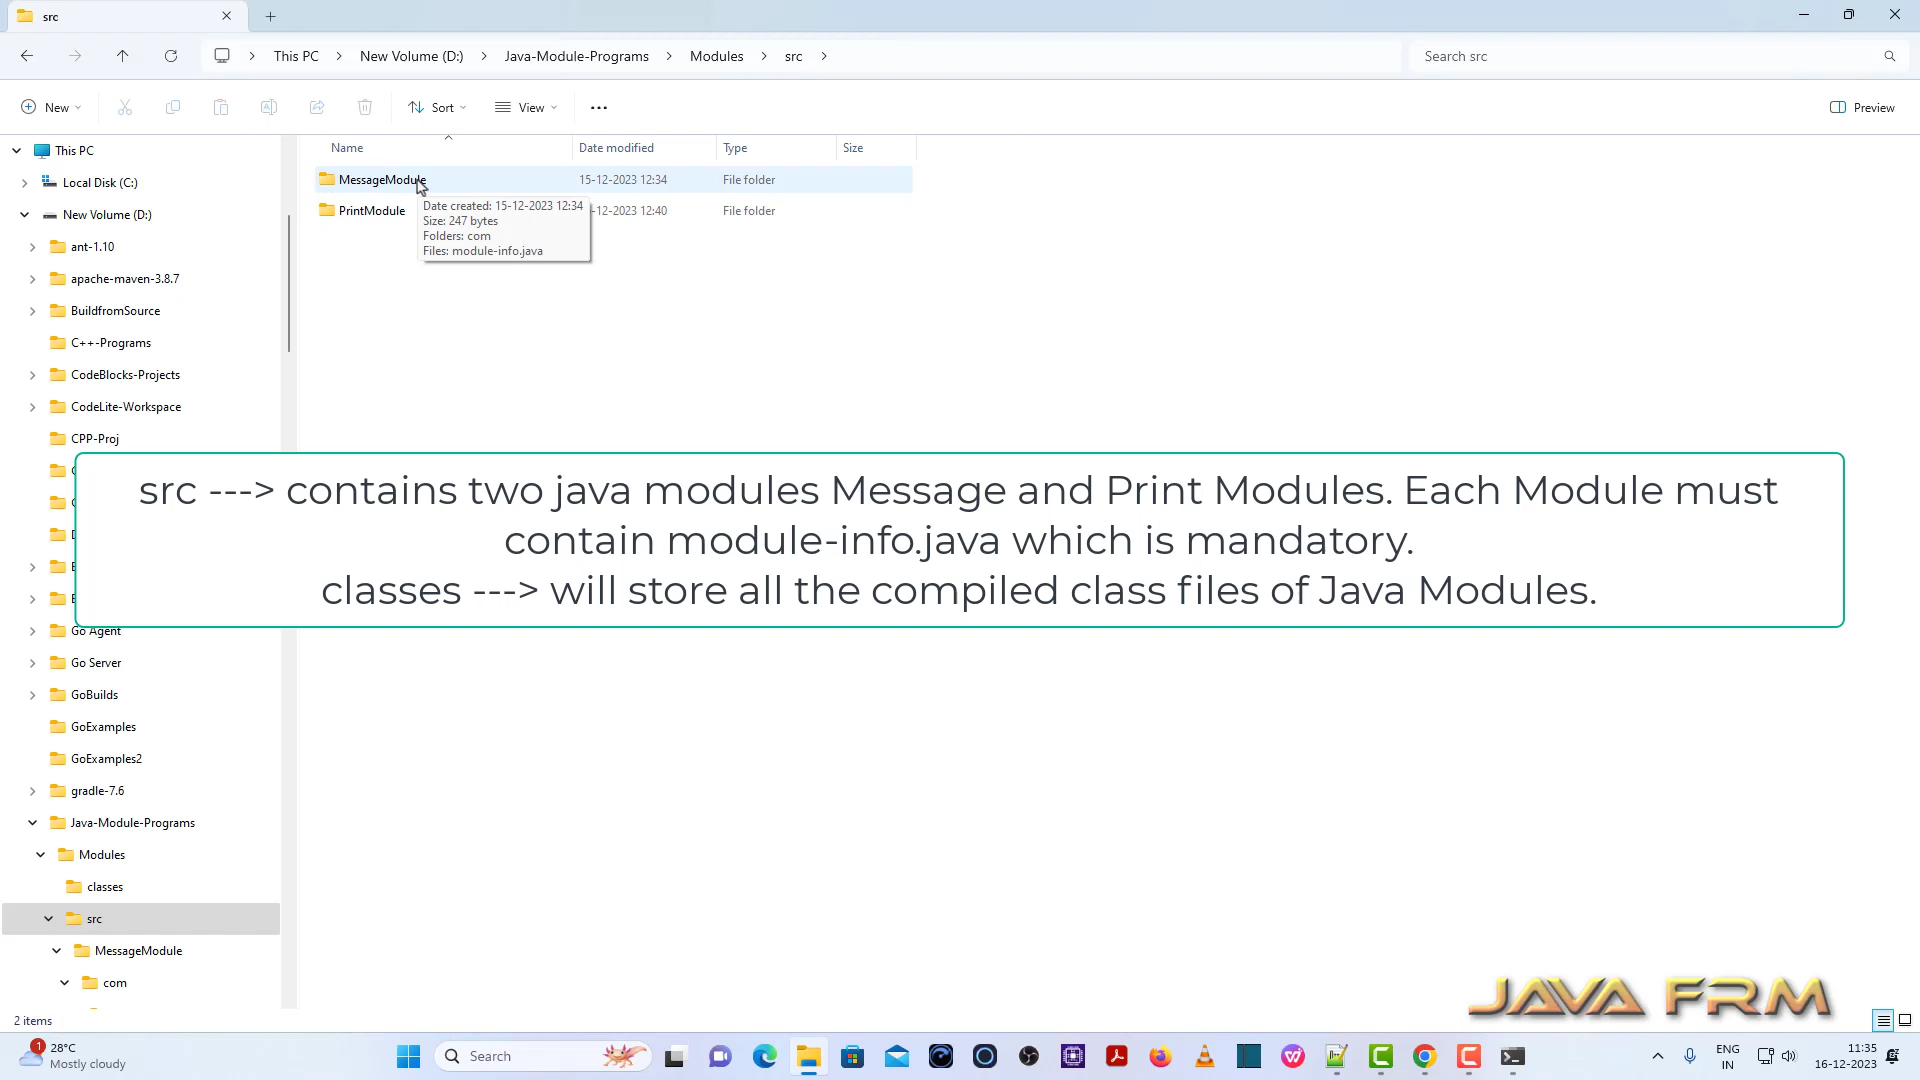 src
This PC
New Volume (D:)
Java-Module-Programs
Modules
src
Search src
New
Sort
View
Preview
This PC
Local Disk (C:)
New Volume (D:)
ant-1.10
apache-maven-3.8.7
BuildfromSource
C++-Programs
CodeBlocks-Projects
CodeLite-Workspace
CPP-Proj
Go Agent
Go Server
GoBuilds
GoExamples
GoExamples2
gradle-7.6
Java-Module-Programs
Modules
classes
src
MessageModule
com
Name
Date modified
Type
Size
MessageModule
15-12-2023 12:34
File folder
PrintModule
-12-2023 12:40
File folder
Date created: 15-12-2023 12:34
Size: 247 bytes
Folders: com
Files: module-info.java
src ---> contains two java modules Message and Print Modules. Each Module must
contain module-info.java which is mandatory.
classes ---> will store all the compiled class files of Java Modules.
JAVA FRM
2 items
1
28°C
Mostly cloudy
Search
ENG
IN
11:35
16-12-2023